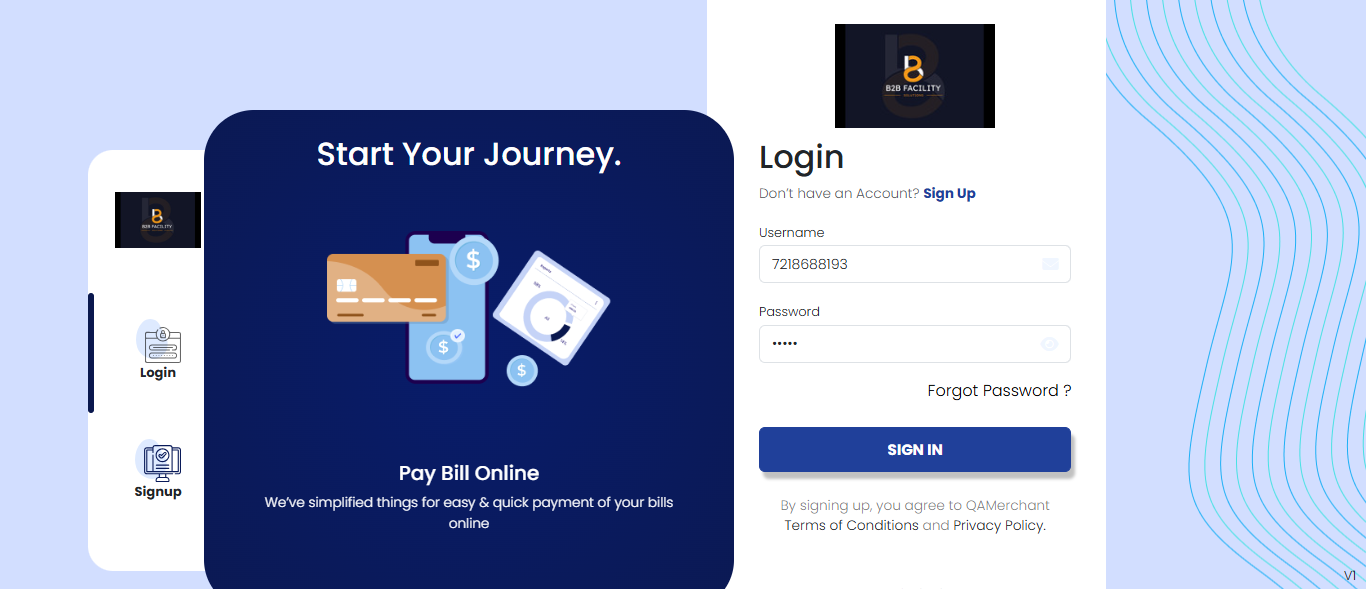 B2B FACILITY
Login
Signup
Start Your Journey.
$
$
$
Pay Bill Online
We’ve simplified things for easy & quick payment of your bills
online
B2B FACILITY
SOLUTIONS
Login
Don’t have an Account? Sign Up
Username
7218688193
Password
•••••
Forgot Password ?
SIGN IN
By signing up, you agree to QAMerchant
Terms of Conditions and Privacy Policy.
V1